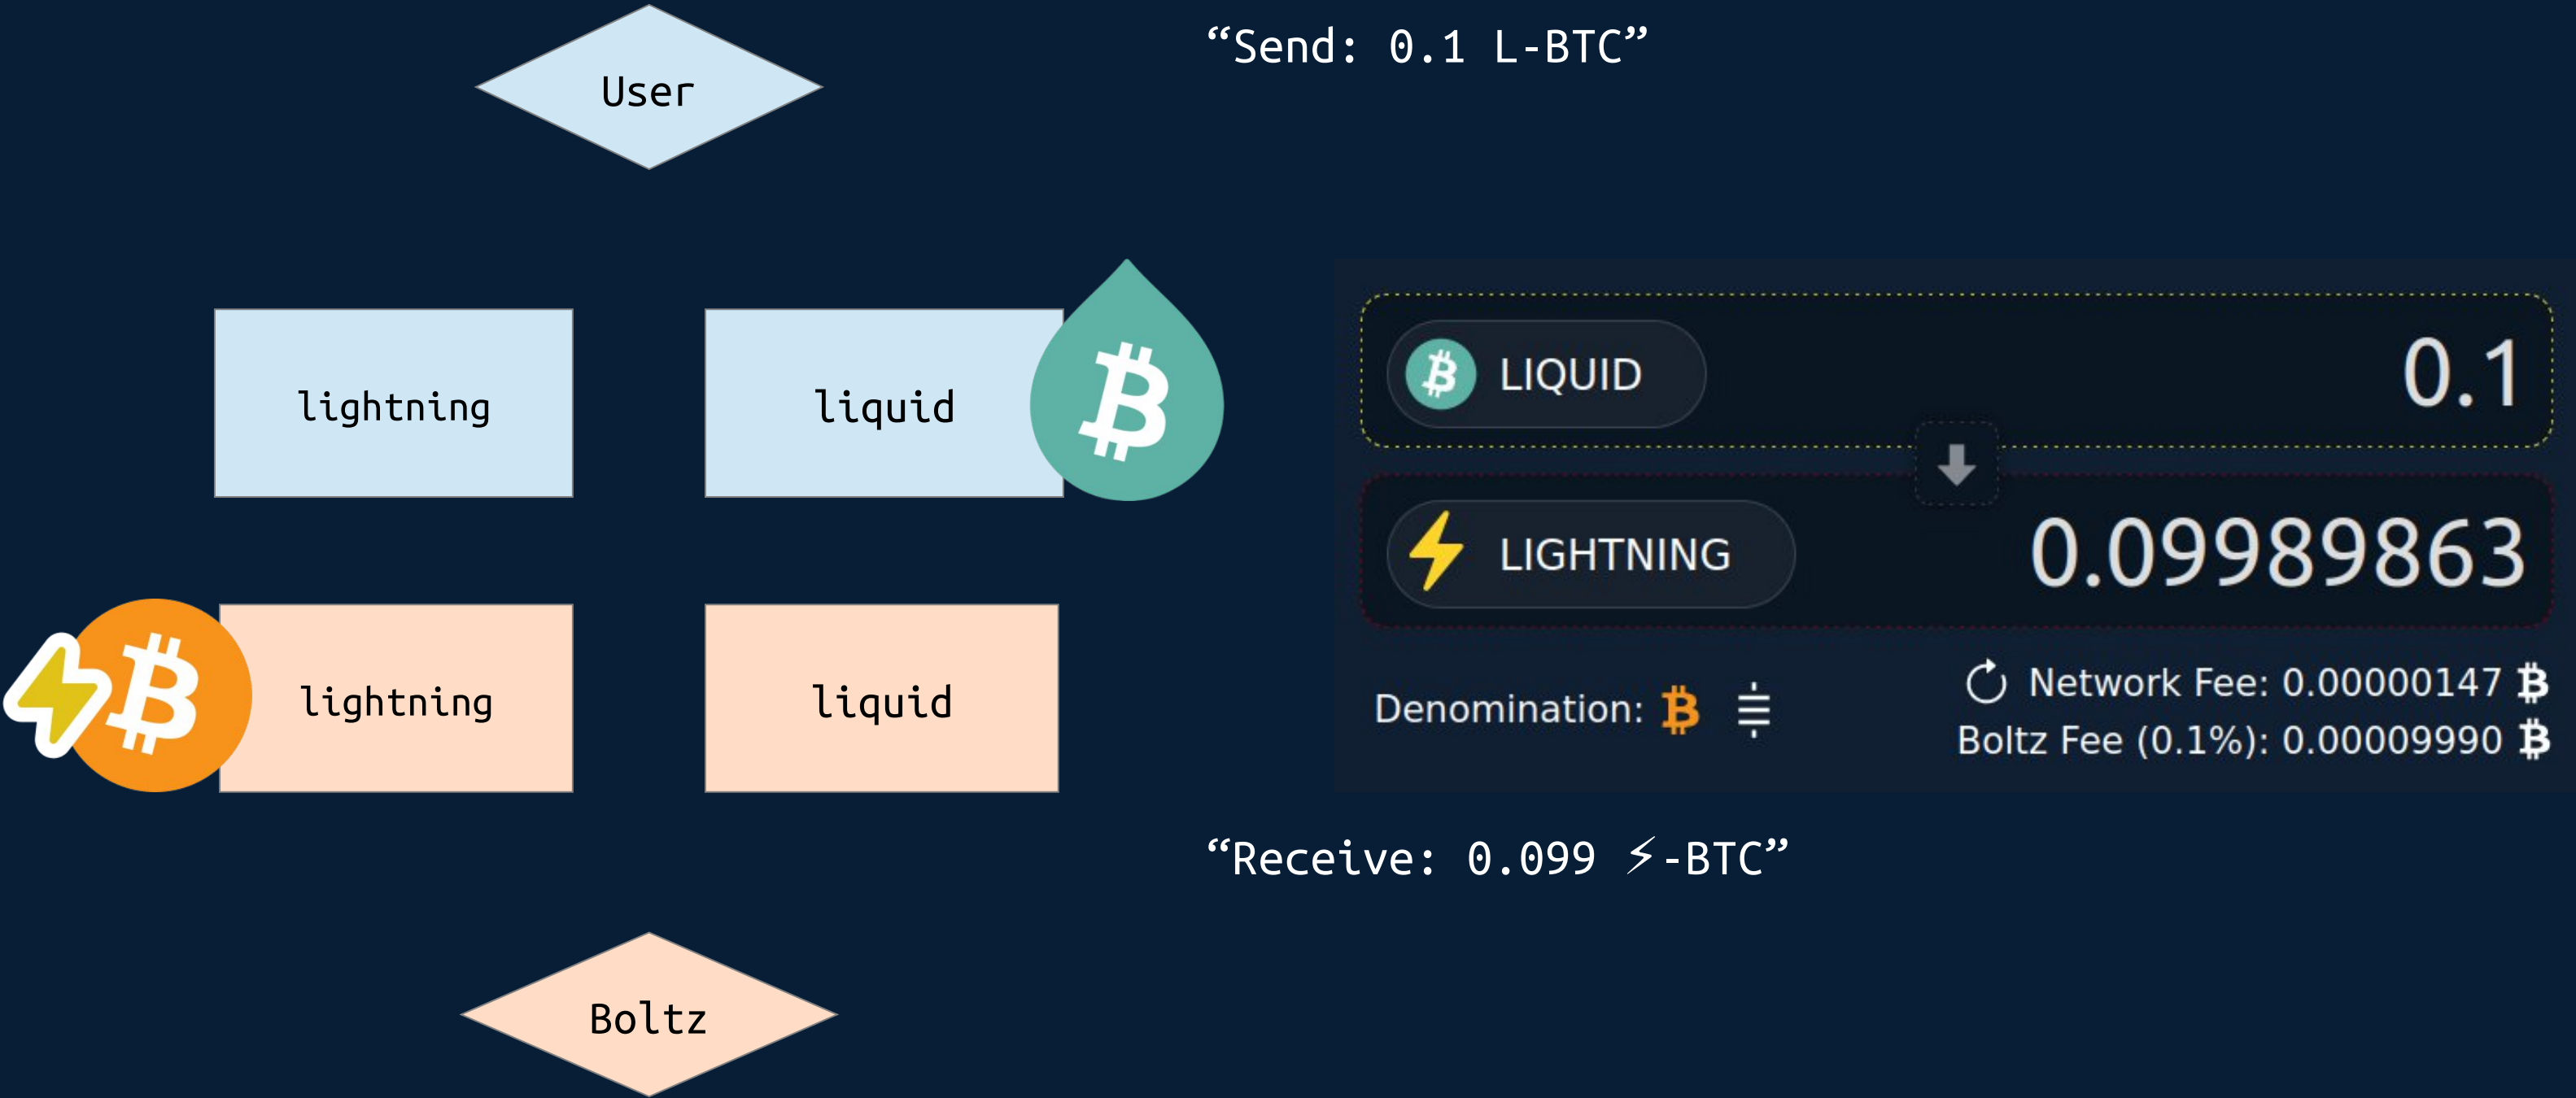 User
“Send: 0.1 L-BTC”
lightning
liquid
LIQUID
0.1
LIGHTNING
0.09989863
lightning
liquid
Denomination:
Network Fee: 0.00000147 ₿
Boltz Fee (0.1%): 0.00009990 ₿
“Receive: 0.099 ⚡-BTC”
Boltz